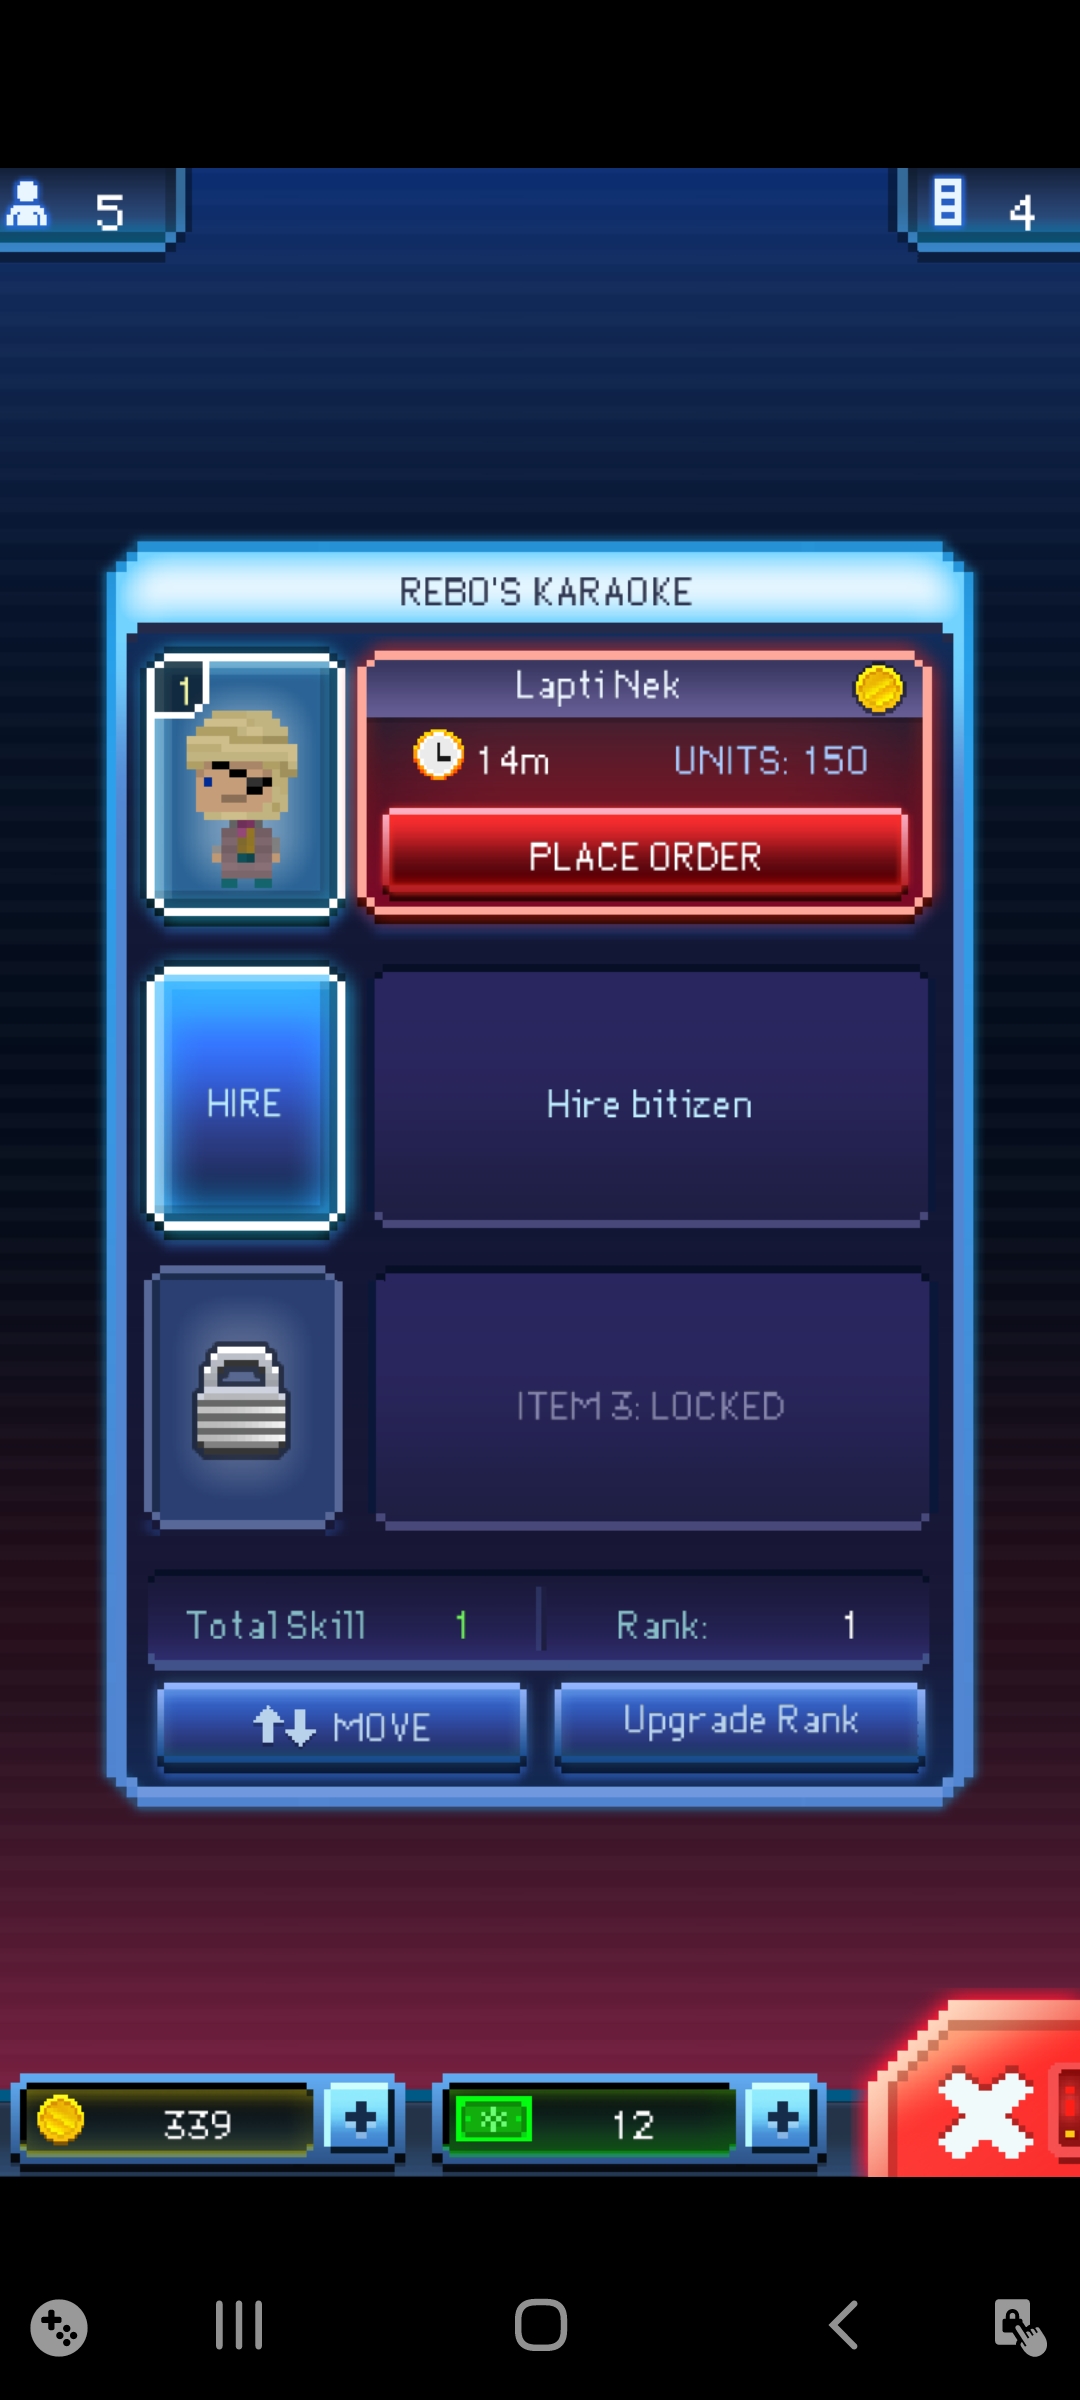 5
4
REBO'S KARAOKE
1
Lapti Nek
14m UNITS: 150
PLACE ORDER
HIRE
Hire bitizen
ITEM 3: LOCKED
Total Skill 1
Rank: 1
MOVE
Upgrade Rank
339
12